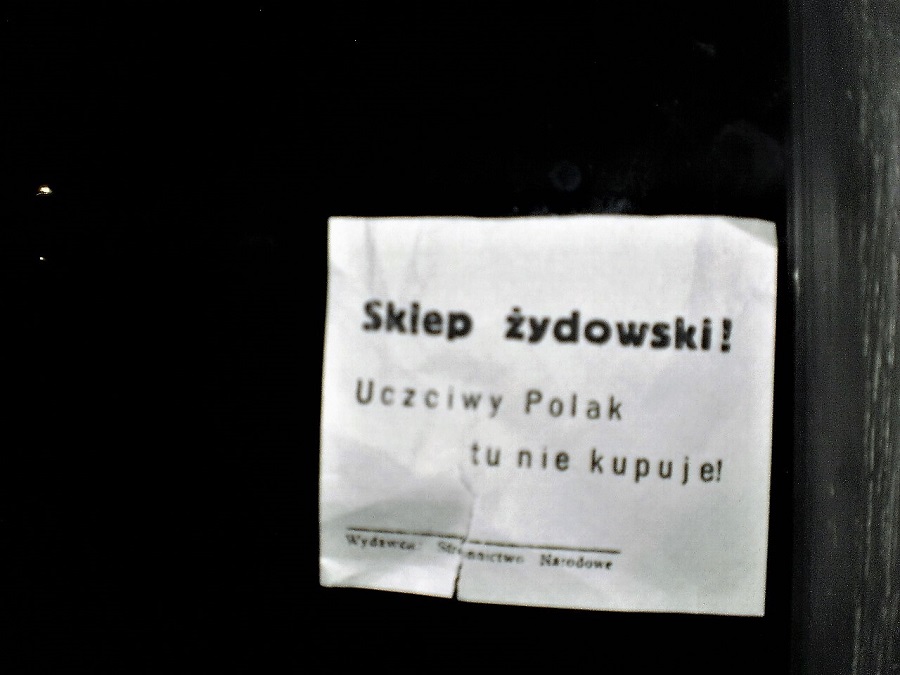 Sklep żydowski!
Uczciwy Polak
tu nie kupuje!
Wydawca: Stronnictwo Narodowe